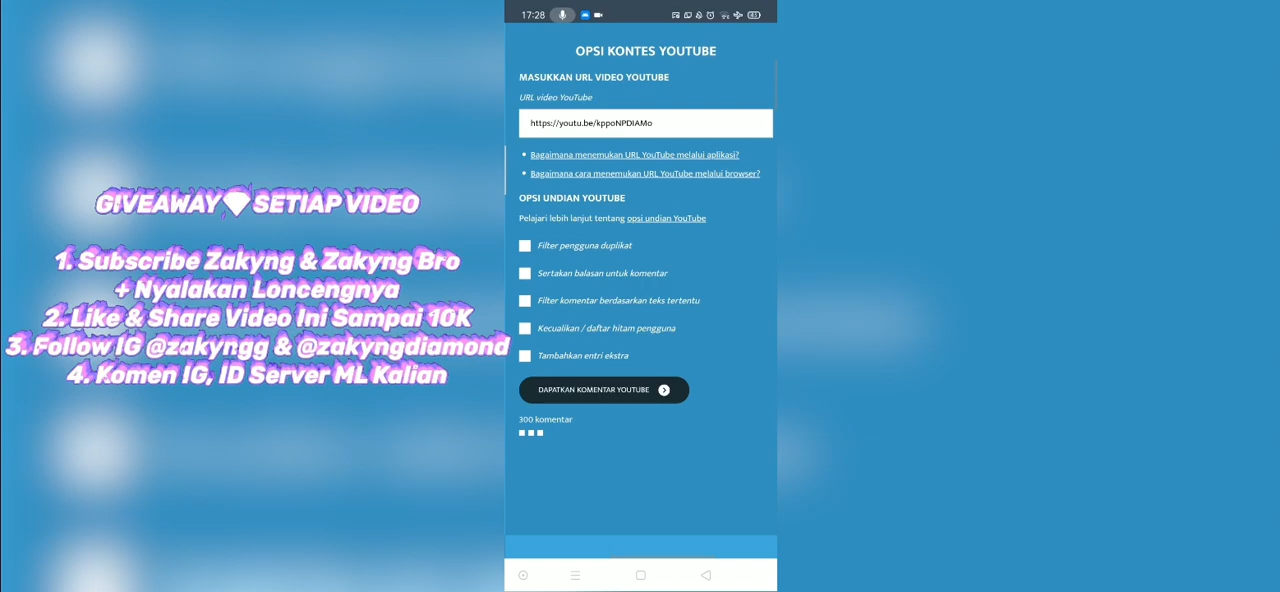 GIVEAWAY💎SETIAP VIDEO
1. Subscribe Zakyng & Zakyng Bro
+ Nyalakan Loncengnya
2. Like & Share Video Ini Sampai 10K
3. Follow IG @zakyn.gg & @zakyngdiamond
4. Komen IG, ID Server ML Kalian
17:28
OPSI KONTES YOUTUBE
MASUKKAN URL VIDEO YOUTUBE
URL video YouTube
https://youtu.be/kppoNPDIAMo
Bagaimana menemukan URL YouTube melalui aplikasi?
Bagaimana cara menemukan URL YouTube melalui browser?
OPSI UNDIAN YOUTUBE
Pelajari lebih lanjut tentang opsi undian YouTube
Filter pengguna duplikat
Sertakan balasan untuk komentar
Filter komentar berdasarkan teks tertentu
Kecualikan / daftar hitam pengguna
Tambahkan entri ekstra
DAPATKAN KOMENTAR YOUTUBE
300 komentar